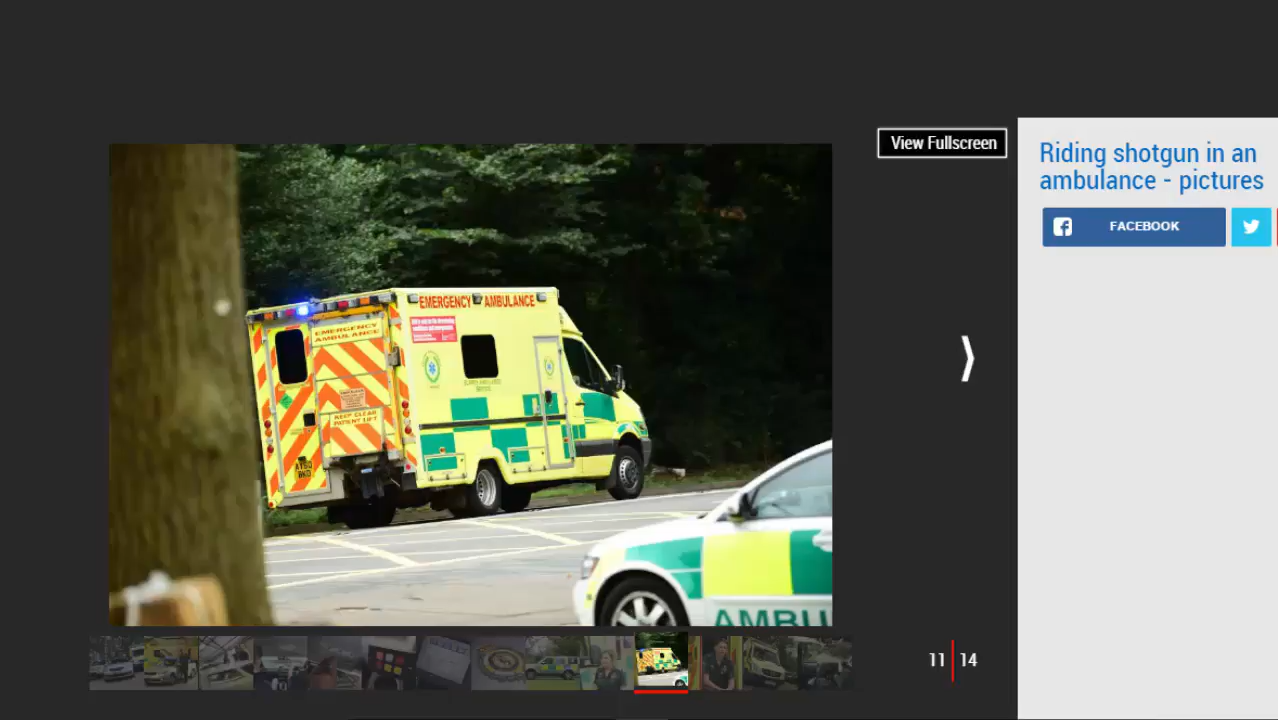 View Fullscreen
Riding shotgun in an
ambulance - pictures
FACEBOOK
EMERGENCY AMBULANCE
EMERGENCY
AMBULANCE
KEEP CLEAR
PATIENT LIFT
AMBU
11 14